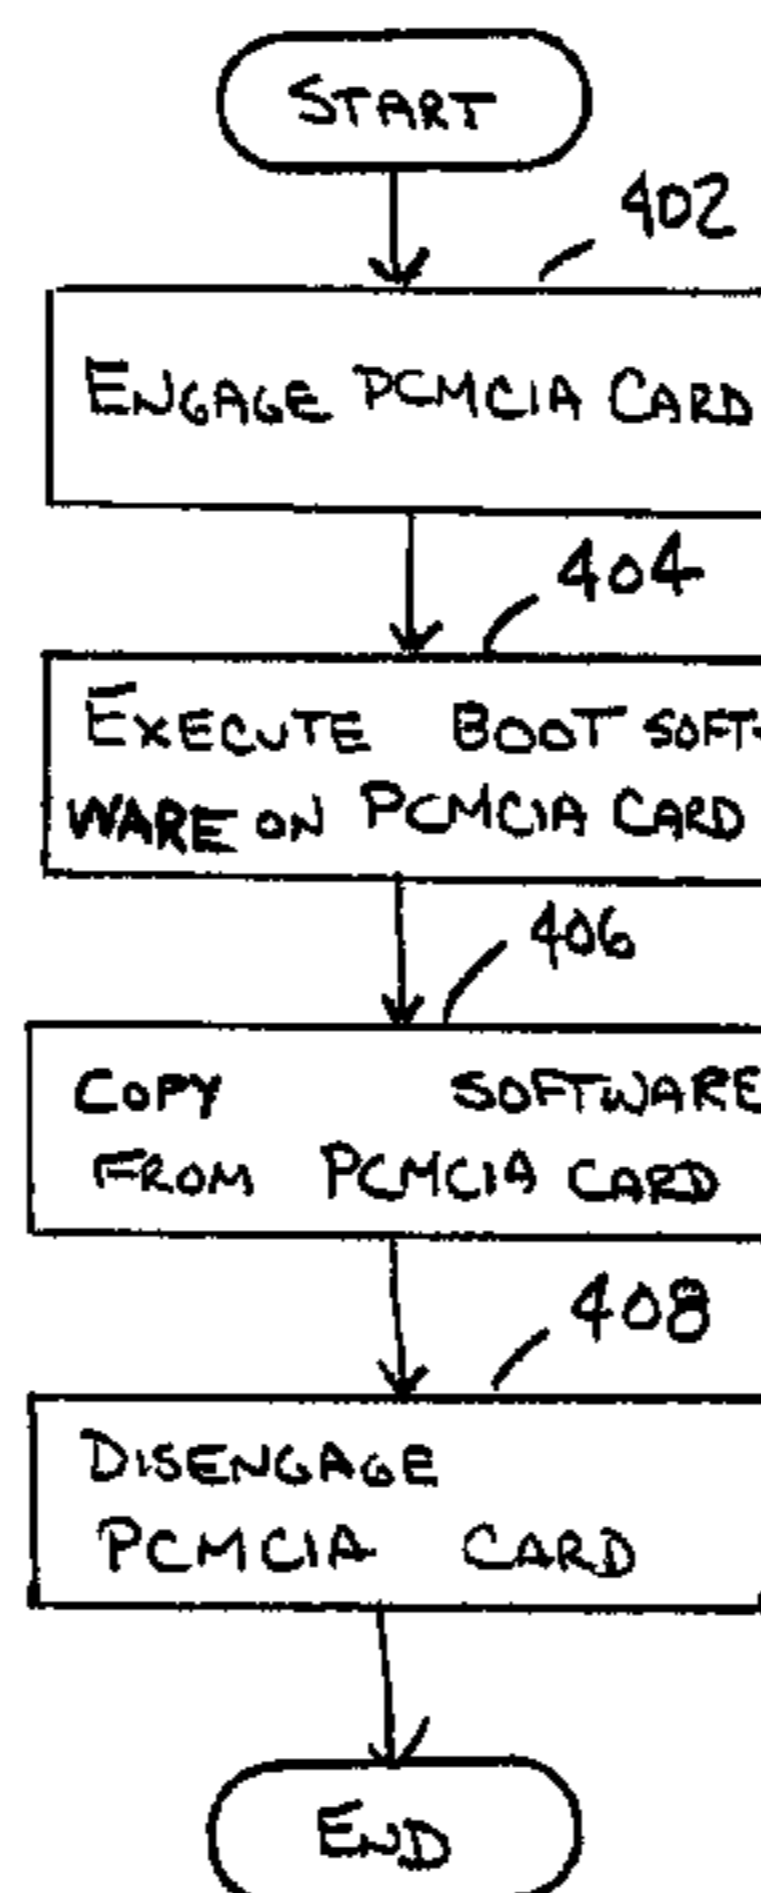 START
402
ENGAGE PCMCIA CARD
404
EXECUTE BOOT SOFT-
WARE ON PCMCIA CARD
406
COPY SOFTWARE
FROM PCMCIA CARD
408
DISENGAGE
PCMCIA CARD
END